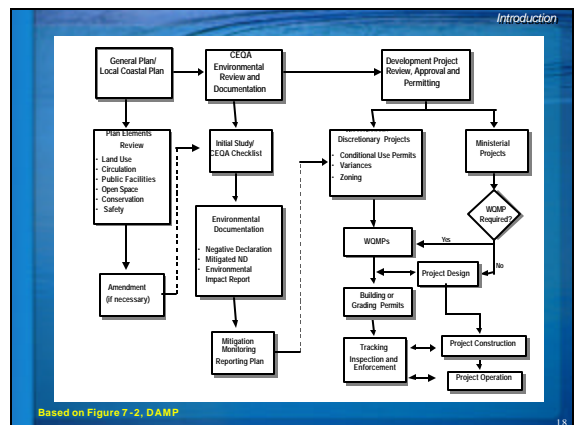 Introduction
General Plan/
Local Coastal Plan
CEQA
Environmental
Review and
Documentation
Development Project
Review, Approval and
Permitting
Plan Elements
Review
· Land Use
· Circulation
· Public Facilities
· Open Space
· Conservation
· Safety
Initial Study/
CEQA Checklist
Discretionary Projects
· Conditional Use Permits
· Variances
· Zoning
Ministerial
Projects
WQMP
Required?
Yes
No
Environmental
Documentation
· Negative Declaration
· Mitigated ND
· Environmental
Impact Report
WQMPs
Project Design
Amendment
(if necessary)
Building or
Grading Permits
Mitigation
Monitoring
Reporting Plan
Tracking
Inspection and
Enforcement
Project Construction
Project Operation
Based on Figure 7-2, DAMP
18